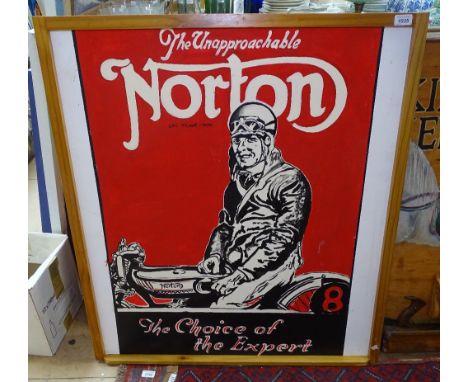 The Unapproachable
Norton
Norton
8
The Choice of
the Expert